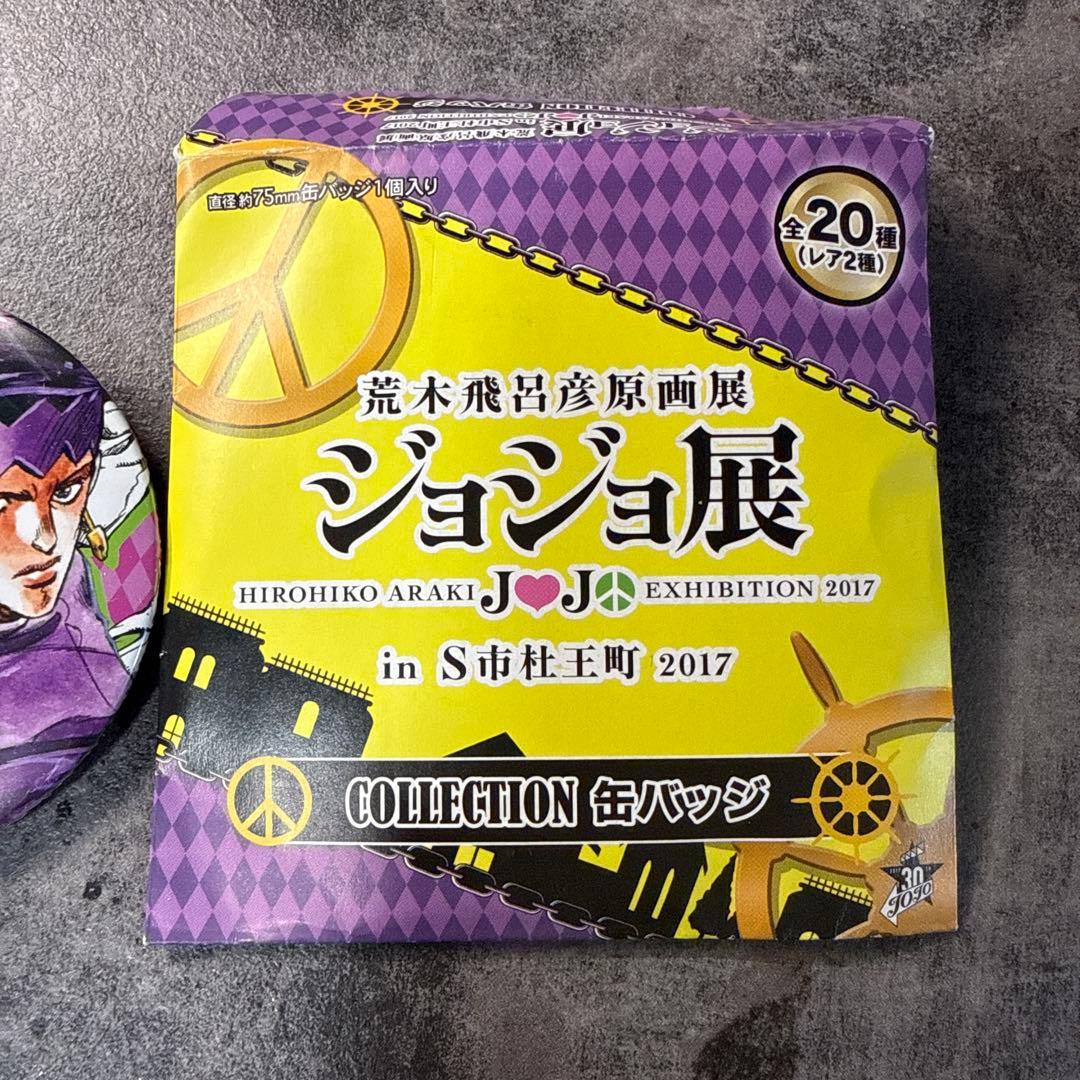 直径約75mm缶バッジ1個入り
全20種
(レア2種)
荒木飛呂彦原画展
ジョジョ展
HIROHIKO ARAKI JOJO EXHIBITION 2017
in S市杜王町 2017
COLLECTION 缶バッジ
30
JOJO